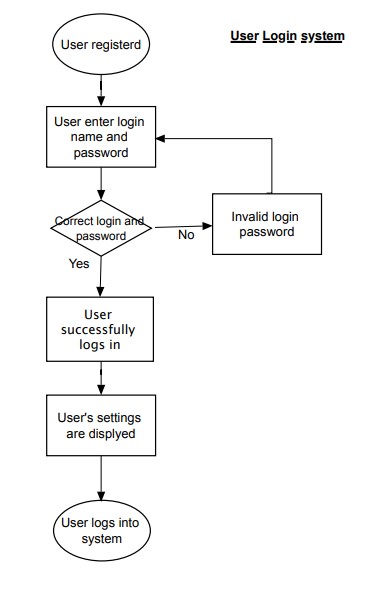 User Login system
User registerd
User enter login
name and
password
Correct login and
password
No
Invalid login
password
Yes
User
successfully
logs in
User's settings
are displyed
User logs into
system